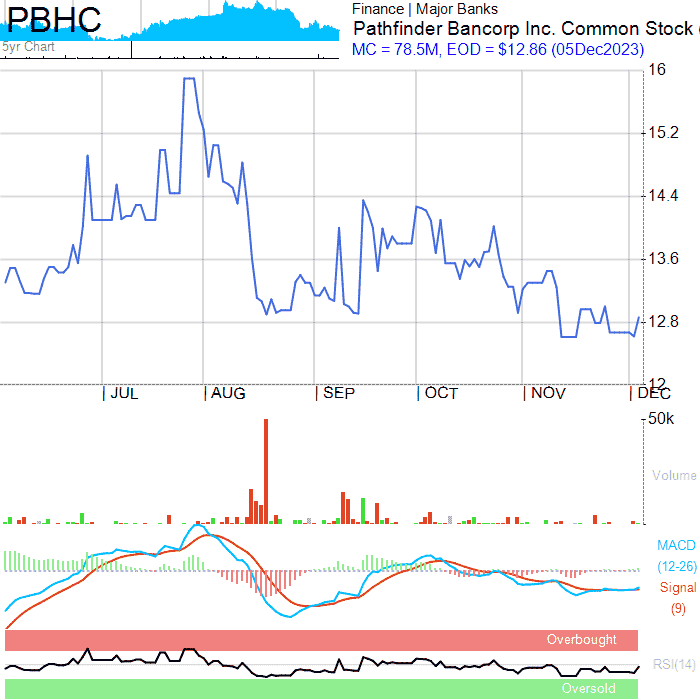 PBHC
5yr Chart
Finance | Major Banks
Pathfinder Bancorp Inc. Common Stock (
MC = 78.5M, EOD = $12.86 (05Dec2023)
16
15.2
14.4
13.6
12.8
12
| JUL | AUG | SEP | OCT | NOV | DEC
50k
Volume
MACD
(12-26)
Signal
(9)
Overbought
RSI(14)
Oversold